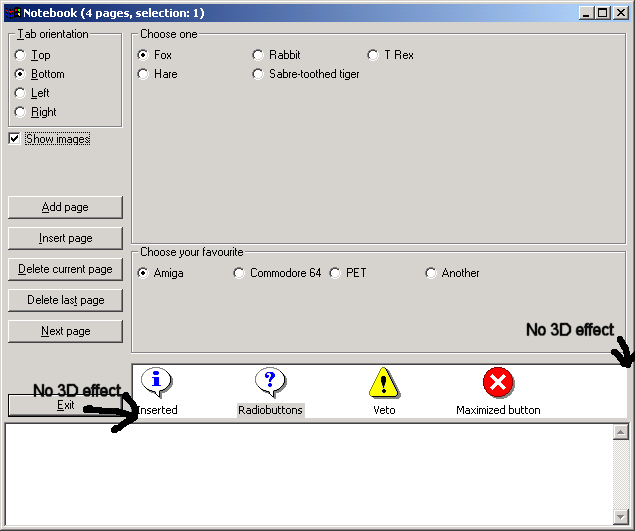 Notebook (4 pages, selection: 1)
Tab orientation
Top
Bottom
Left
Right
Show images
Add page
Insert page
Delete current page
Delete last page
Next page
Exit
Choose one
Fox
Rabbit
T Rex
Hare
Sabre-toothed tiger
Choose your favourite
Amiga
Commodore 64
PET
Another
No 3D effect
No 3D effect
Inserted
Radiobuttons
Veto
Maximized button